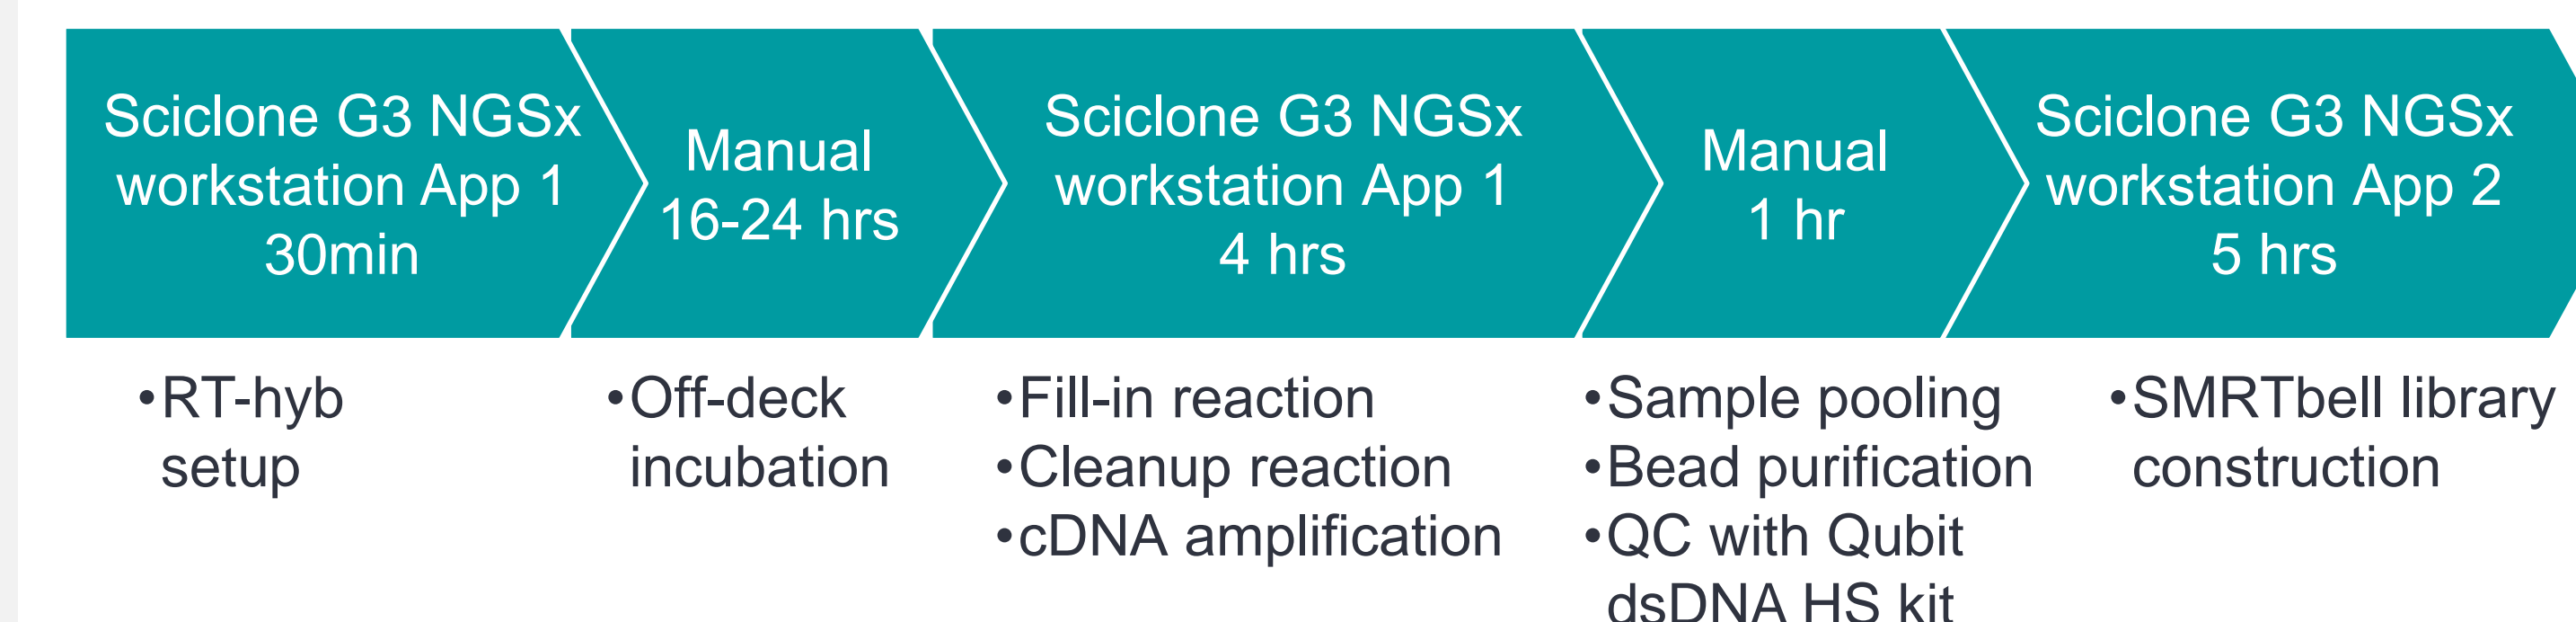 Sciclone G3 NGSx
workstation App 1
30min
Manual
16-24 hrs
Sciclone G3 NGSx
workstation App 1
4 hrs
Manual
1 hr
Sciclone G3 NGSx
workstation App 2
5 hrs
•RT-hyb
setup
•Off-deck
incubation
•Fill-in reaction
•Cleanup reaction
•cDNA amplification
•Sample pooling
•Bead purification
•QC with Qubit
dsDNA HS kit
•SMRTbell library
construction